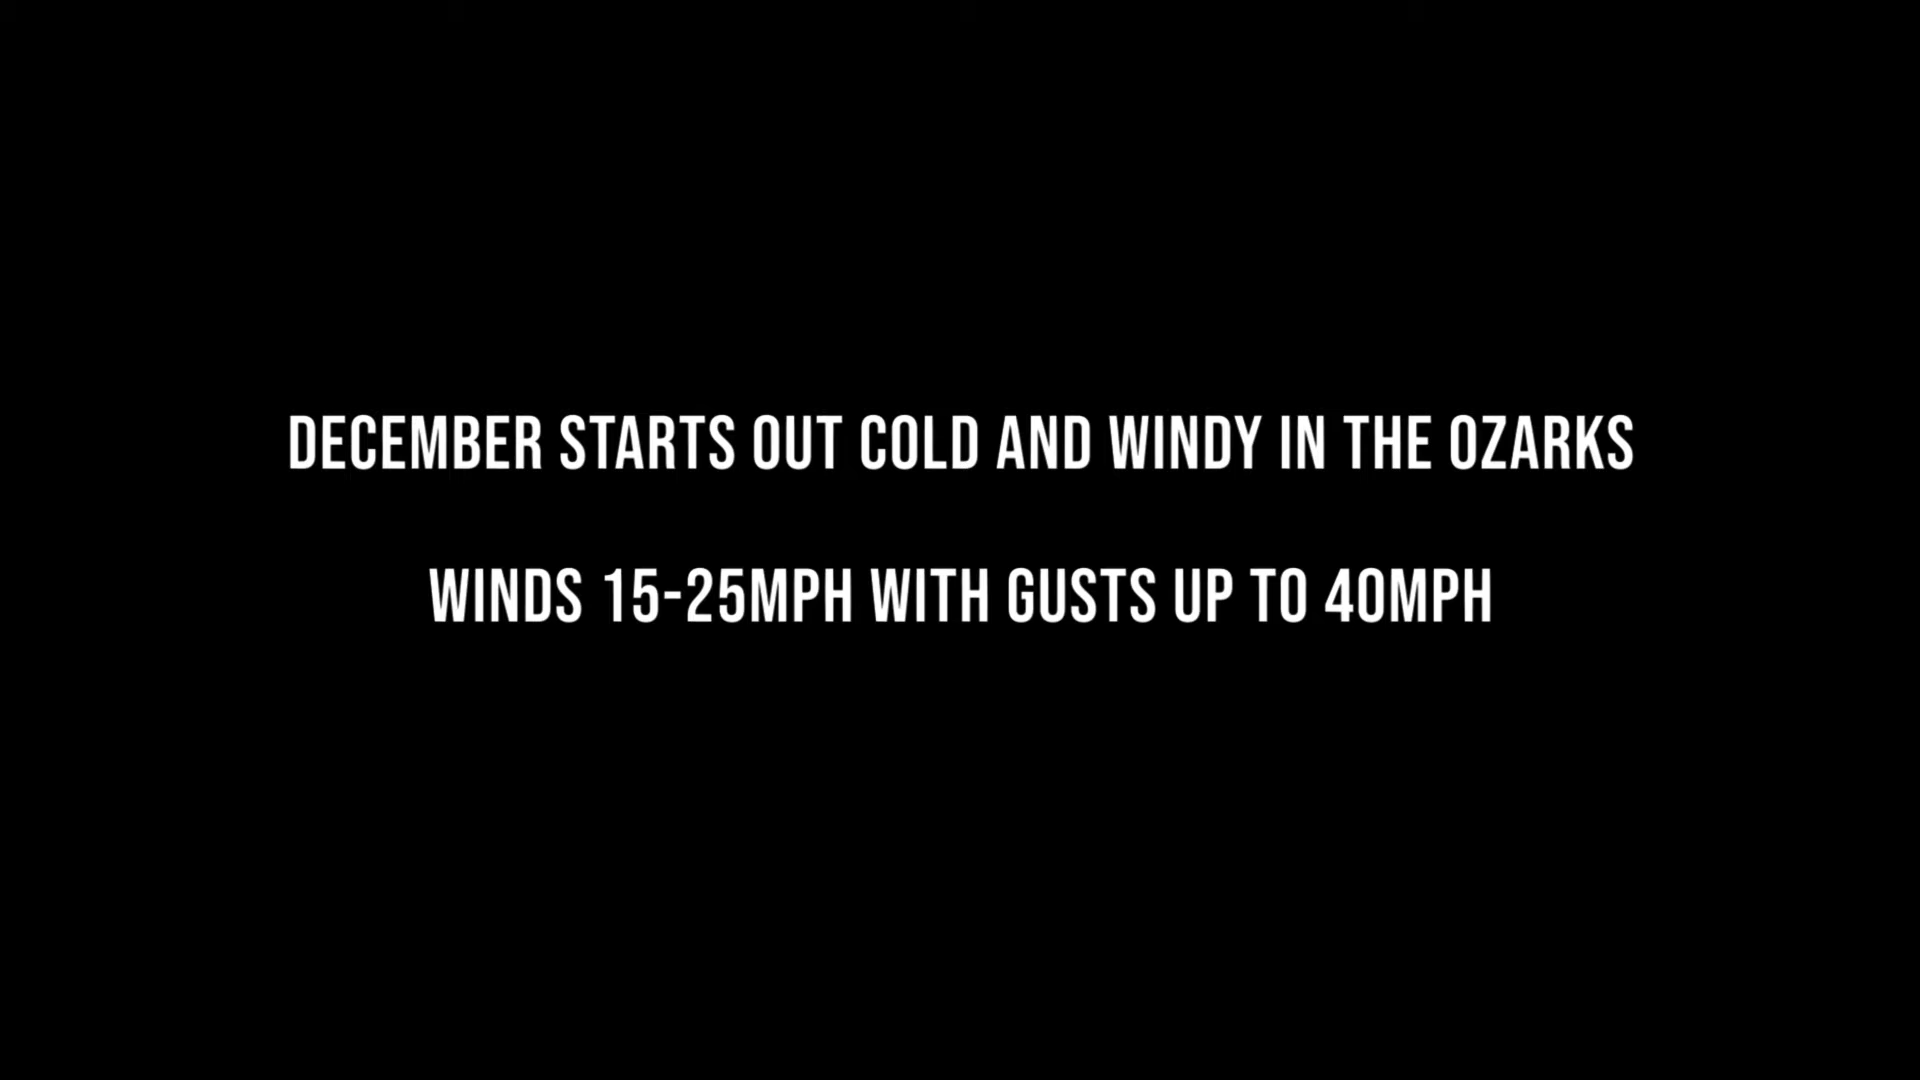 DECEMBER STARTS OUT COLD AND WINDY IN THE OZARKS
WINDS 15-25MPH WITH GUSTS UP TO 40MPH